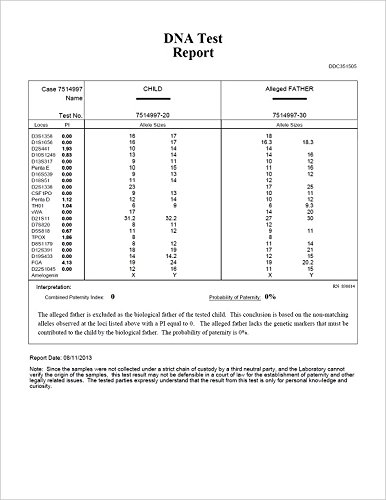 DNA Test
Report
DDC351505
Case 7514997 CHILD Alleged FATHER
Name
Test No. 7514997-20 7514997-30
Locus PI Allele Sizes Allele Sizes
D3S1358 0.00 16 17 18
D1S1656 0.00 16 17 16.3 18.3
D2S441 1.93 10 14 14
D10S1248 0.83 13 14 14 16
D13S317 0.00 9 11 10 12
Penta E 0.00 10 15 14 16
D16S539 0.00 9 13 10 12
D18S51 0.00 11 14 12
D2S1338 0.00 23 17 25
CSF1PO 0.00 9 13 10 11
Penta D 1.12 12 14 10 12
TH01 1.04 6 9 6 9.3
vWA 0.00 17 14 20
D21S11 0.00 31.2 32.2 27 30
D7S820 0.00 8 11 12
D5S818 0.67 11 12 9 11
TPOX 1.86 8 8
D8S1179 0.00 8 12 11 14
D12S391 0.00 18 19 17 21
D19S433 0.00 14 14.2 12 15
FGA 4.13 19 24 19 20.2
D22S1045 0.00 12 16 11 15
Amelogenin X Y X Y
Interpretation:
Combined Paternity Index: 0 Probability of Paternity: 0%
The alleged father is excluded as the biological father of the tested child. This conclusion is based on the non-matching
alleles observed at the loci listed above with a PI equal to 0. The alleged father lacks the genetic markers that must be
contributed to the child by the biological father. The probability of paternity is 0%.
Report Date: 08/11/2013
Note: Since the samples were not collected under a strict chain of custody by a third neutral party, and the Laboratory cannot
verify the origin of the samples, this test result may not be defensible in a court of law for the establishment of paternity and other
legally related issues. The tested parties expressly understand that the result from this test is only for personal knowledge and
curiosity.